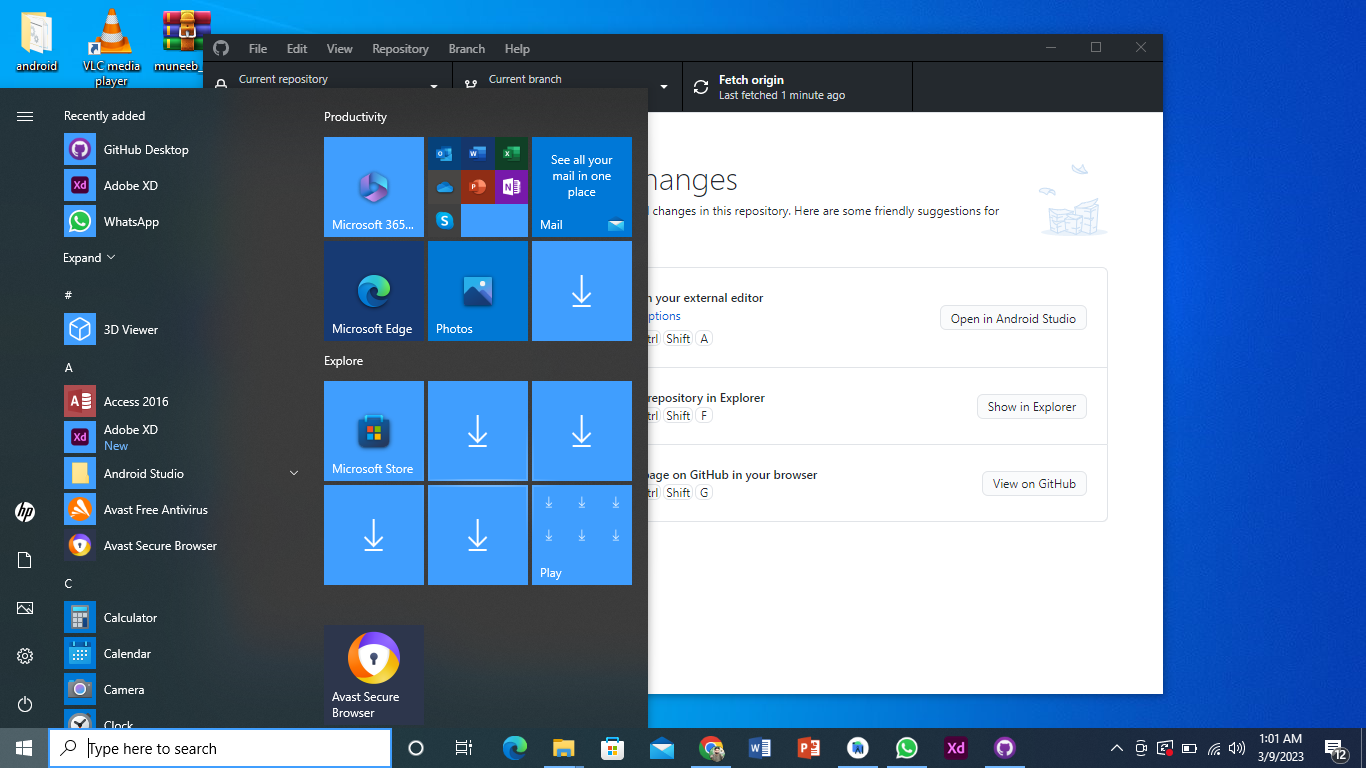 android
VLC media
player
muneeb_
File Edit View Repository Branch Help
Current repository
Current branch
Fetch origin
Last fetched 1 minute ago
Recently added
GitHub Desktop
Adobe XD
WhatsApp
Expand
#
3D Viewer
A
Access 2016
Adobe XD
New
Android Studio
Avast Free Antivirus
Avast Secure Browser
C
Calculator
Calendar
Camera
Clock
Productivity
Microsoft 365...
See all your
mail in one
place
Mail
Microsoft Edge
Photos
Explore
Microsoft Store
Play
Avast Secure
Browser
hanges
changes in this repository. Here are some friendly suggestions for
n your external editor
ptions
trl Shift A
Open in Android Studio
repository in Explorer
trl Shift F
Show in Explorer
page on GitHub in your browser
trl Shift G
View on GitHub
Type here to search
1:01 AM
3/9/2023
12